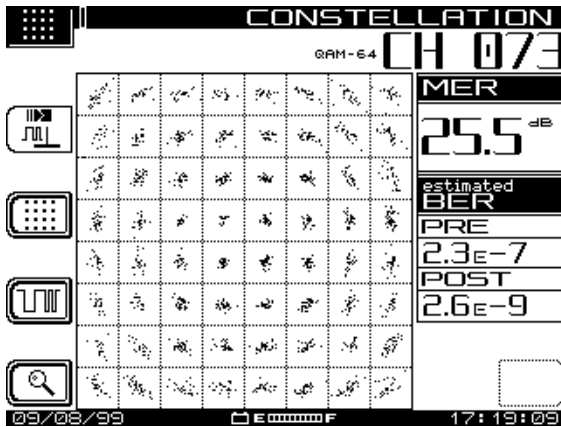 CONSTELLATION
QAM-64 CH 073
MER
25.5 dB
estimated
BER
PRE
2.3E-7
POST
2.6E-9
09/08/99 E F 17:19:09